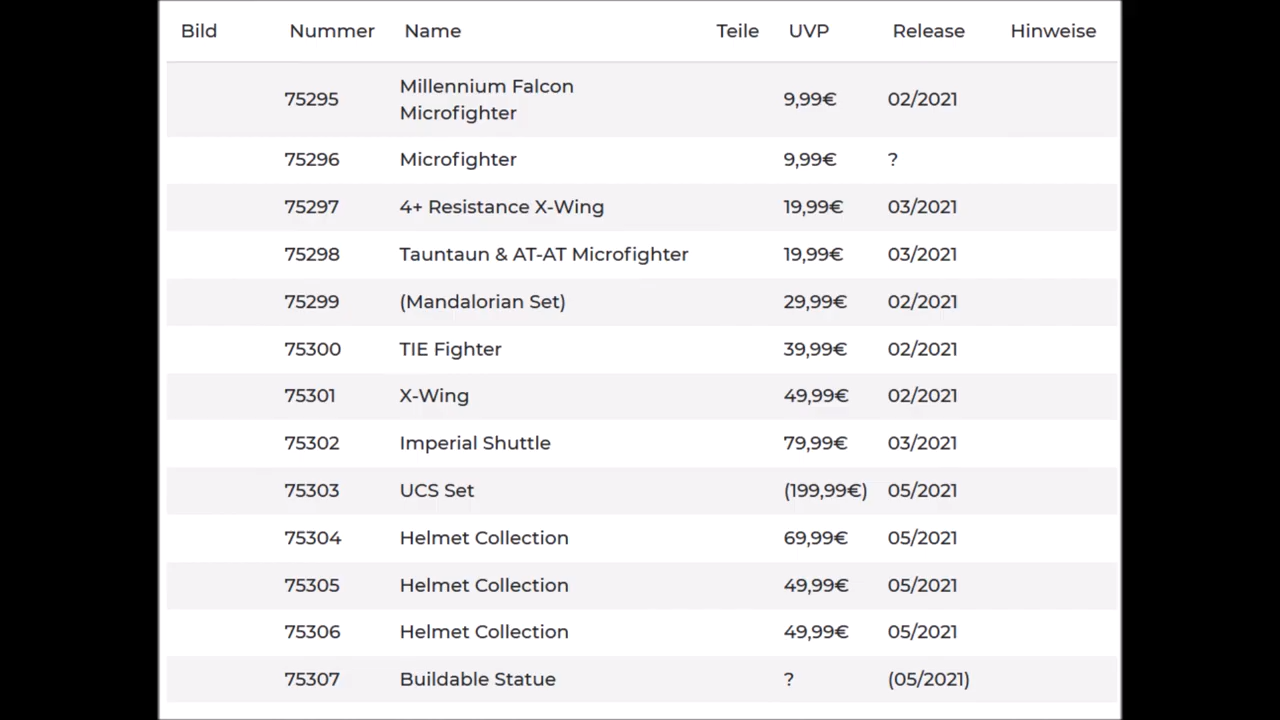 Bild Nummer Name Teile UVP Release Hinweise
75295 Millennium Falcon Microfighter 9,99€ 02/2021
75296 Microfighter 9,99€ ?
75297 4+ Resistance X-Wing 19,99€ 03/2021
75298 Tauntaun & AT-AT Microfighter 19,99€ 03/2021
75299 (Mandalorian Set) 29,99€ 02/2021
75300 TIE Fighter 39,99€ 02/2021
75301 X-Wing 49,99€ 02/2021
75302 Imperial Shuttle 79,99€ 03/2021
75303 UCS Set (199,99€) 05/2021
75304 Helmet Collection 69,99€ 05/2021
75305 Helmet Collection 49,99€ 05/2021
75306 Helmet Collection 49,99€ 05/2021
75307 Buildable Statue ? (05/2021)